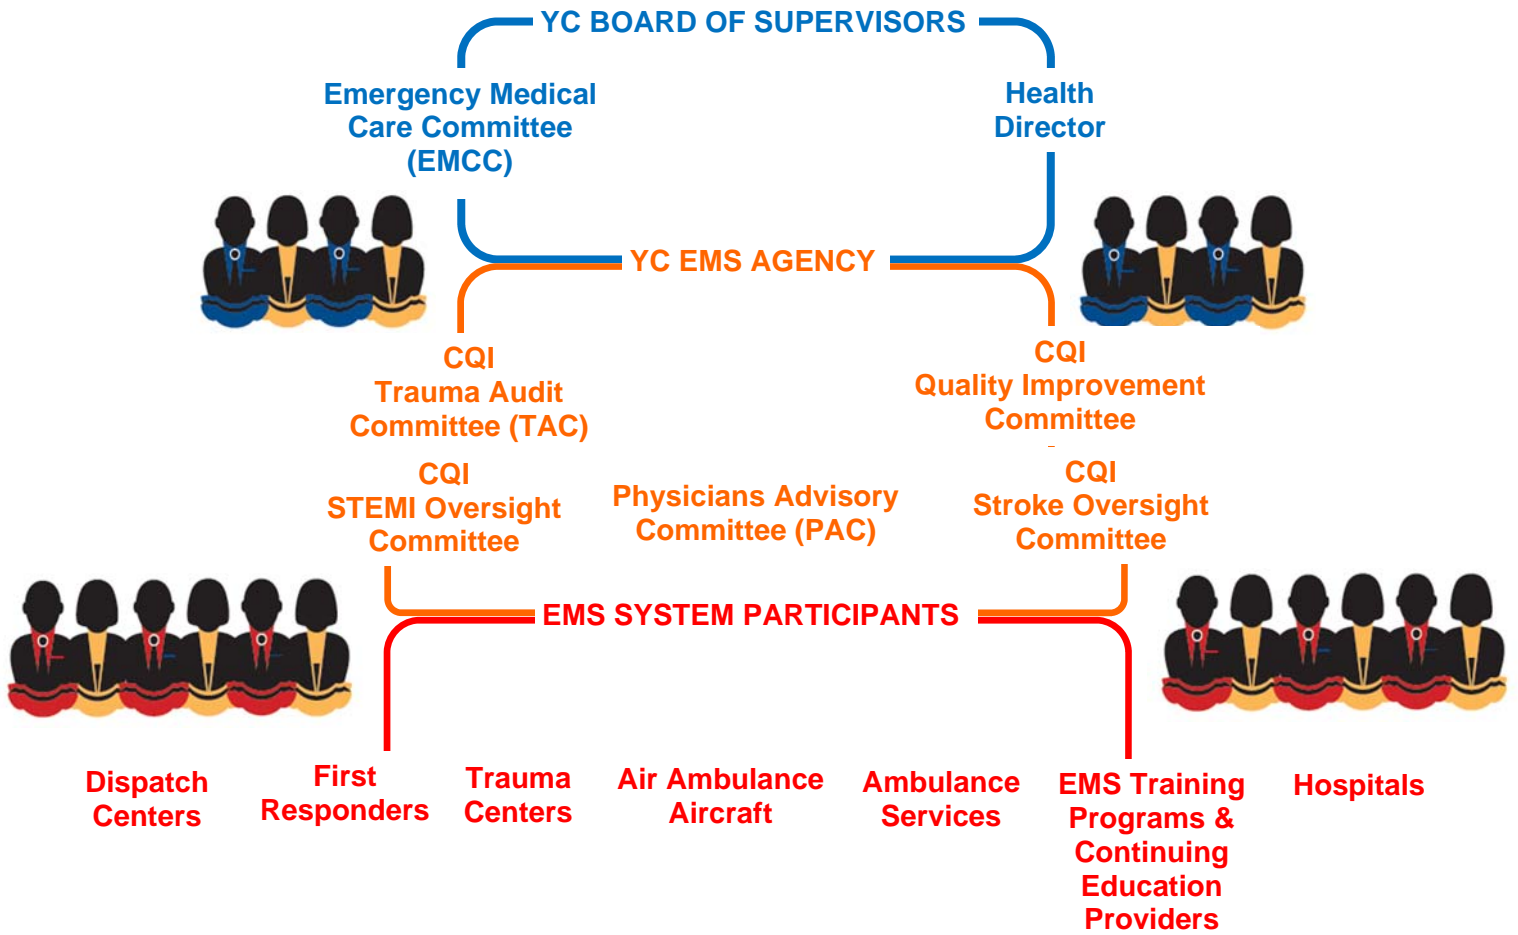 YC BOARD OF SUPERVISORS
Emergency Medical
Care Committee
(EMCC)
Health
Director
YC EMS AGENCY
CQI
Trauma Audit
Committee (TAC)
CQI
Quality Improvement
Committee
CQI
STEMI Oversight
Committee
Physicians Advisory
Committee (PAC)
CQI
Stroke Oversight
Committee
EMS SYSTEM PARTICIPANTS
Dispatch
Centers
First
Responders
Trauma
Centers
Air Ambulance
Aircraft
Ambulance
Services
EMS Training
Programs &
Continuing
Education
Providers
Hospitals